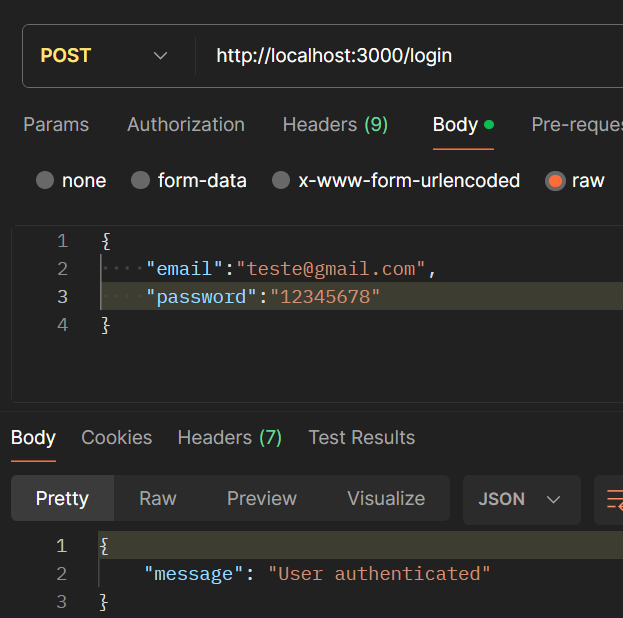 POST http://localhost:3000/login
Params Authorization Headers (9) Body Pre-reques
none form-data x-www-form-urlencoded raw
1 {
2 ····"email":"teste@gmail.com",
3 ····"password":"12345678"
4 }
Body Cookies Headers (7) Test Results
Pretty Raw Preview Visualize JSON
1 {
2 "message": "User authenticated"
3 }